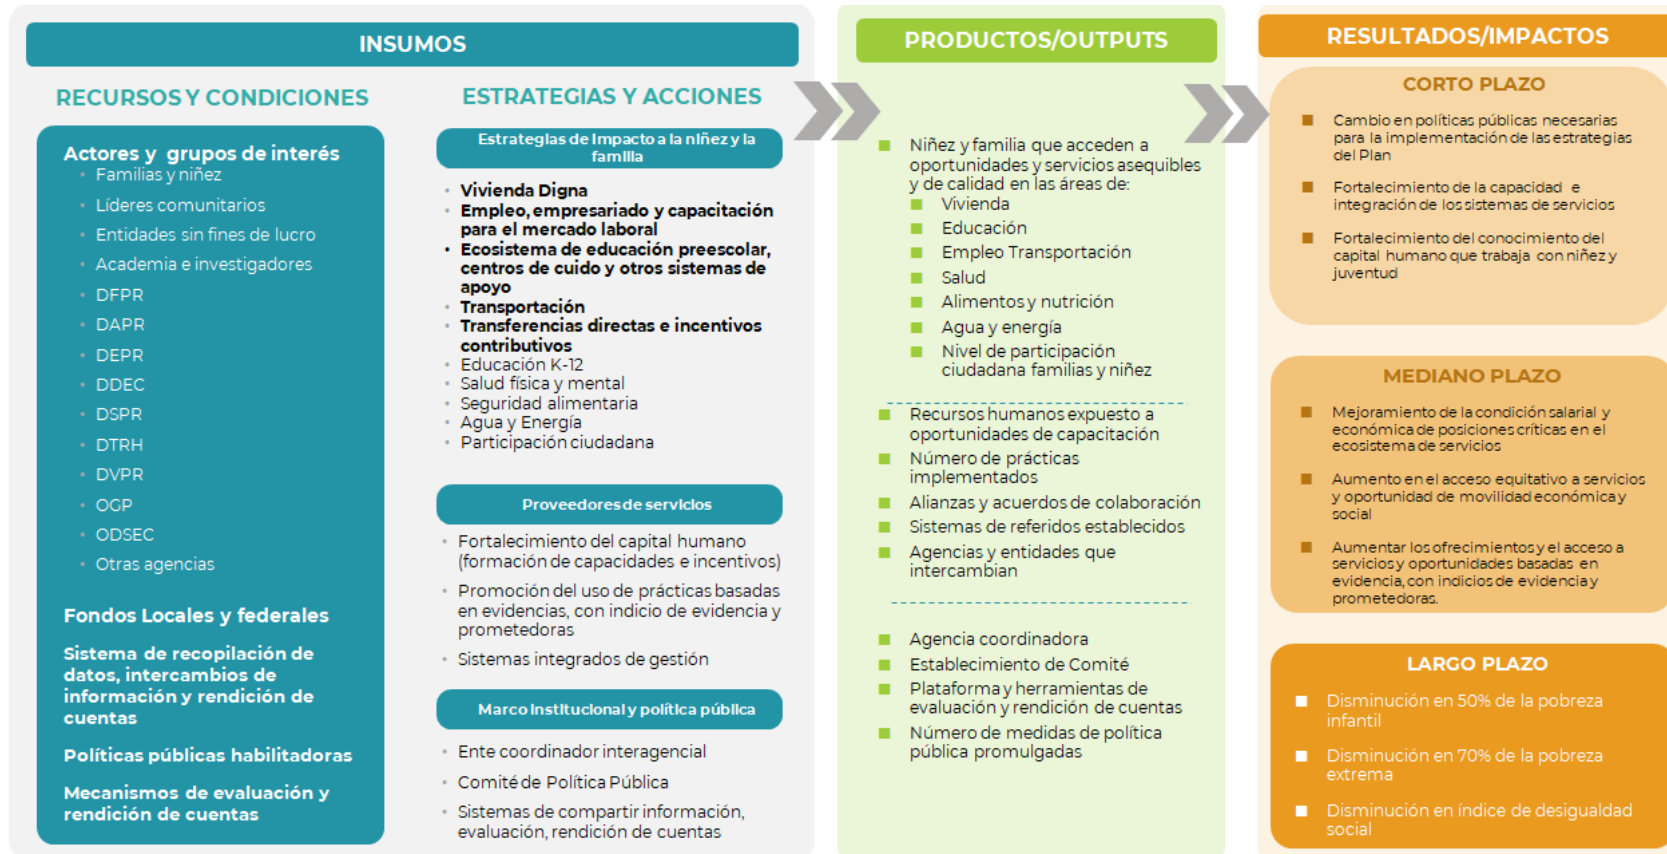 INSUMOS
RECURSOS Y CONDICIONES
Actores y grupos de interés
Familias y niñez
Líderes comunitarios
Entidades sin fines de lucro
Academia e investigadores
DFPR
DAPR
DEPR
DDEC
DSPR
DTRH
DVPR
OGP
ODSEC
Otras agencias
Fondos Locales y federales
Sistema de recopilación de
datos, intercambios de
información y rendición de
cuentas
Políticas públicas habilitadoras
Mecanismos de evaluación y
rendición de cuentas
ESTRATEGIAS Y ACCIONES
Estrategias de Impacto a la niñez y la
familia
Vivienda Digna
Empleo, empresariado y capacitación
para el mercado laboral
Ecosistema de educación preescolar,
centros de cuido y otros sistemas de
apoyo
Transportación
Transferencias directas e incentivos
contributivos
Educación K-12
Salud física y mental
Seguridad alimentaria
Agua y Energía
Participación ciudadana
Proveedores de servicios
Fortalecimiento del capital humano
(formación de capacidades e incentivos)
Promoción del uso de prácticas basadas
en evidencias, con indicio de evidencia y
prometedoras
Sistemas integrados de gestión
Marco Institucional y política pública
Ente coordinador interagencial
Comité de Política Pública
Sistemas de compartir información,
evaluación, rendición de cuentas
PRODUCTOS/OUTPUTS
Niñez y familia que acceden a
oportunidades y servicios asequibles
y de calidad en las áreas de:
Vivienda
Educación
Empleo Transportación
Salud
Alimentos y nutrición
Agua y energía
Nivel de participación
ciudadana familias y niñez
Recursos humanos expuesto a
oportunidades de capacitación
Número de prácticas
implementados
Alianzas y acuerdos de colaboración
Sistemas de referidos establecidos
Agencias y entidades que
intercambian
Agencia coordinadora
Establecimiento de Comité
Plataforma y herramientas de
evaluación y rendición de cuentas
Número de medidas de política
pública promulgadas
RESULTADOS/IMPACTOS
CORTO PLAZO
Cambio en políticas públicas necesarias
para la implementación de las estrategias
del Plan
Fortalecimiento de la capacidad e
integración de los sistemas de servicios
Fortalecimiento del conocimiento del
capital humano que trabaja con niñez y
juventud
MEDIANO PLAZO
Mejoramiento de la condición salarial y
económica de posiciones críticas en el
ecosistema de servicios
Aumento en el acceso equitativo a servicios
y oportunidad de movilidad económica y
social
Aumentar los ofrecimientos y el acceso a
servicios y oportunidades basadas en
evidencia, con indicios de evidencia y
prometedoras.
LARGO PLAZO
Disminución en 50% de la pobreza
infantil
Disminución en 70% de la pobreza
extrema
Disminución en índice de desigualdad
social